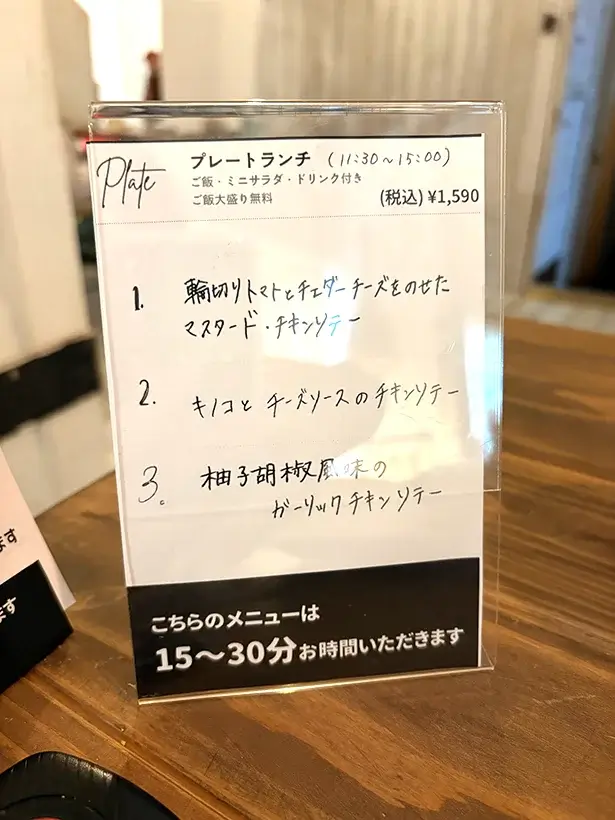 Plate
プレートランチ (11:30～15:00)
ご飯・ミニサラダ・ドリンク付き
ご飯大盛り無料
(税込) ¥1,590
1. 輪切りトマトとチェダーチーズをのせた
マスタード・チキンソテー
2. キノコと チーズソースのチキンソテー
3. 柚子胡椒風味の
ガーリックチキンソテー
こちらのメニューは
15～30分お時間いただきます
ます
ます